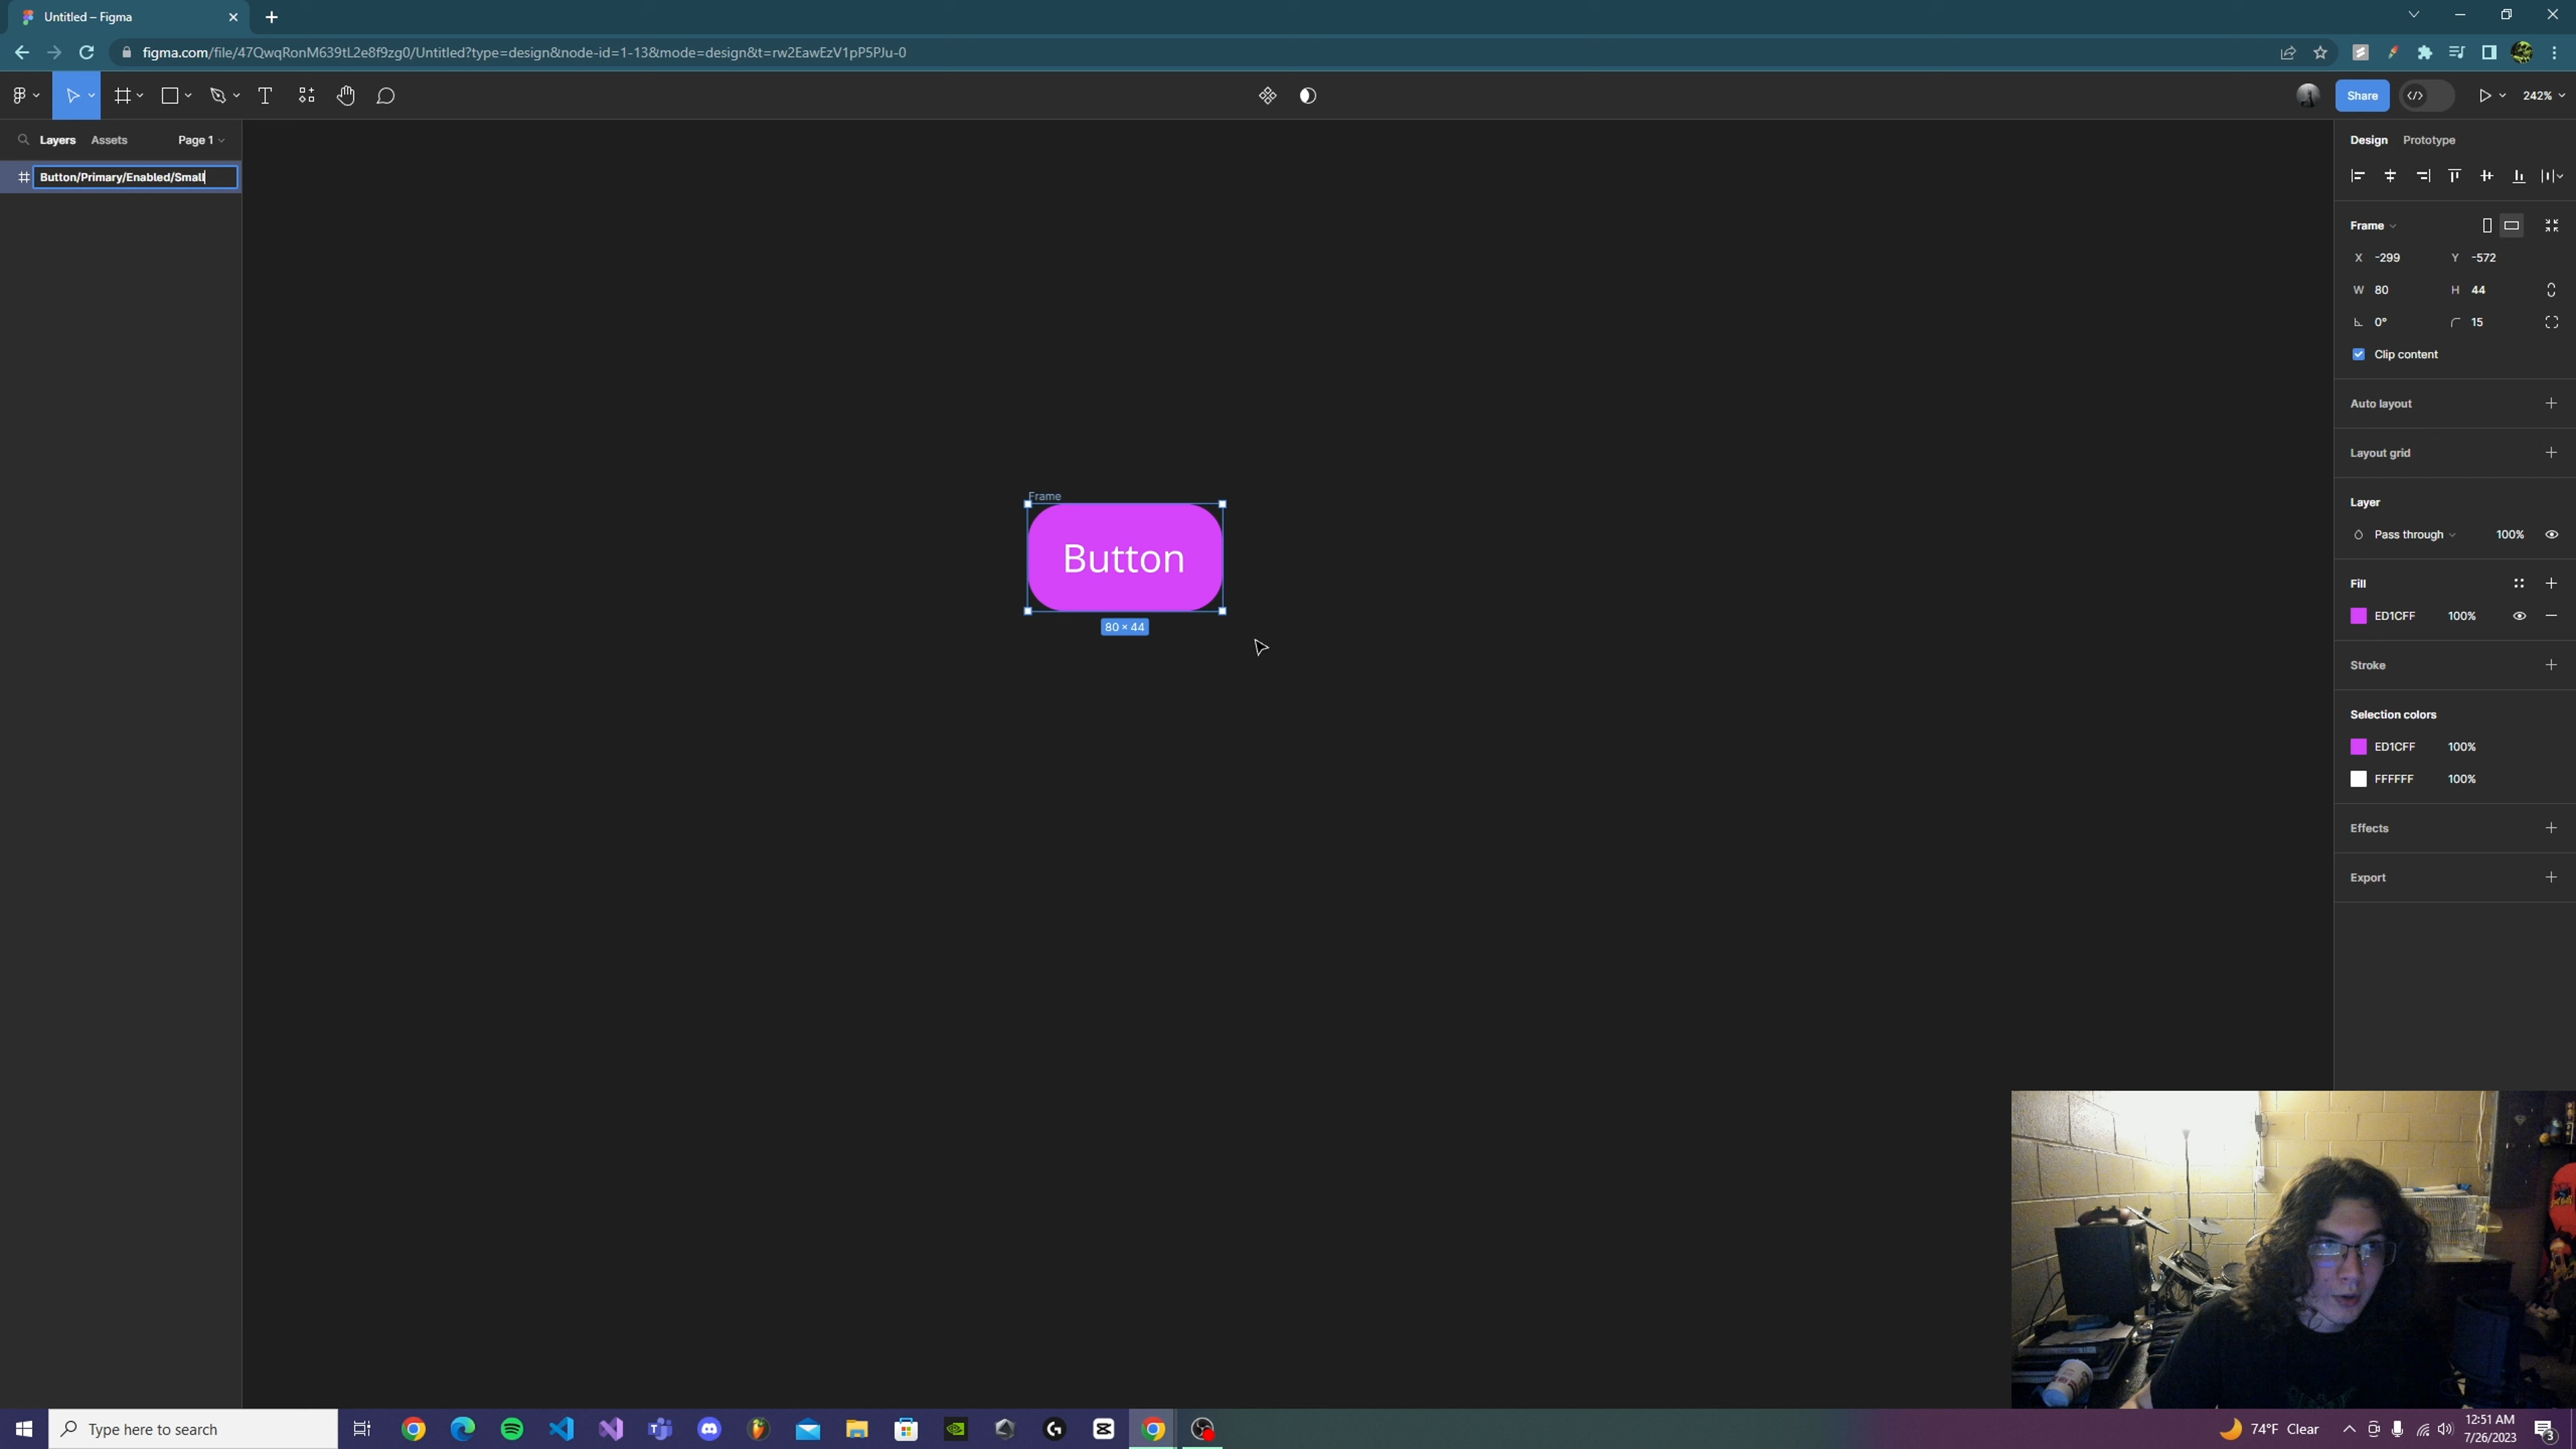 Untitled – Figma
figma.com/file/47QwqRonM639tL2e8f9zg0/Untitled?type=design&node-id=1-13&mode=design&t=rw2EawEzV1pP5PJu-0
Share
242%
Layers Assets Page 1
Design Prototype
Button/Primary/Enabled/Small
Frame
X -299 Y -572
W 80 H 44
0° 15
Clip content
Auto layout
Layout grid
Frame
Button
80 × 44
Layer
Pass through 100%
Fill
ED1CFF 100%
Stroke
Selection colors
ED1CFF 100%
FFFFFF 100%
Effects
Export
Type here to search
74°F Clear
12:51 AM
7/26/2023
3